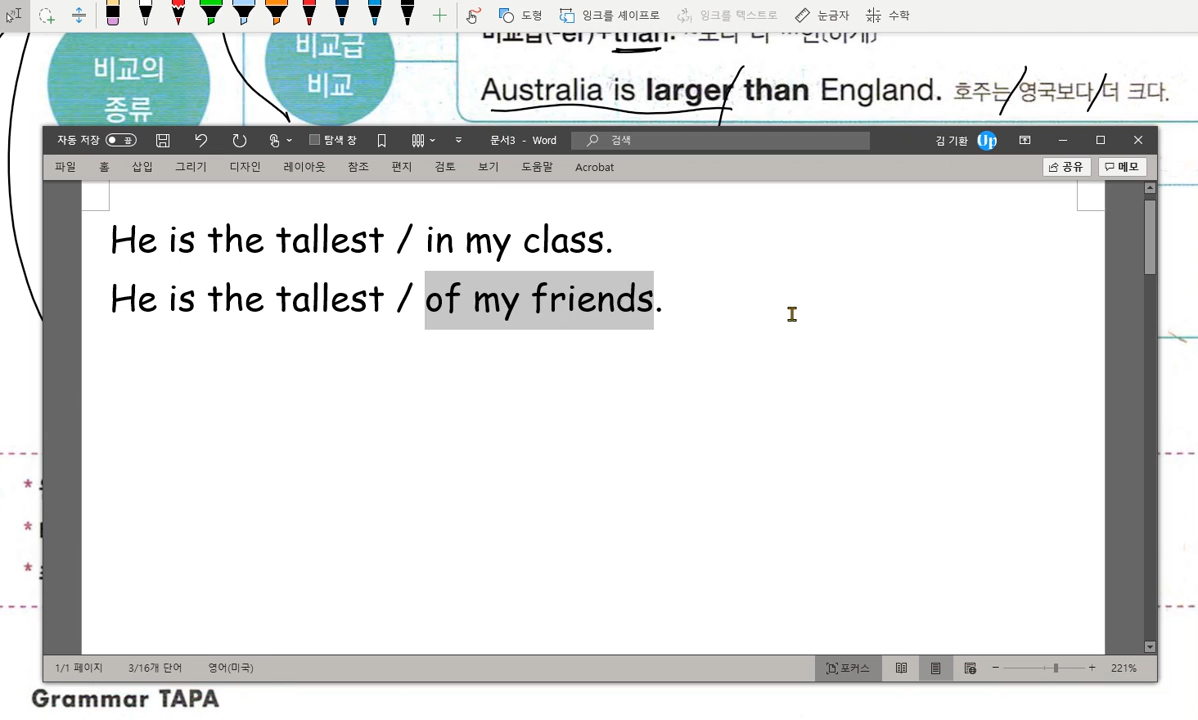 도형 잉크를 셰이프로 잉크를 텍스트로 눈금자 수학
비교의
종류
비교급
비교
Australia is larger than England. 호주는 영국보다 더 크다.
자동 저장 끔 탐색 창 문서3 - Word 검색 김 기환 Up
파일 홈 삽입 그리기 디자인 레이아웃 참조 편지 검토 보기 도움말 Acrobat 공유 메모
He is the tallest / in my class.
He is the tallest / of my friends.
*
*
*
1/1 페이지 3/16개 단어 영어(미국) 포커스 221%
Grammar TAPA